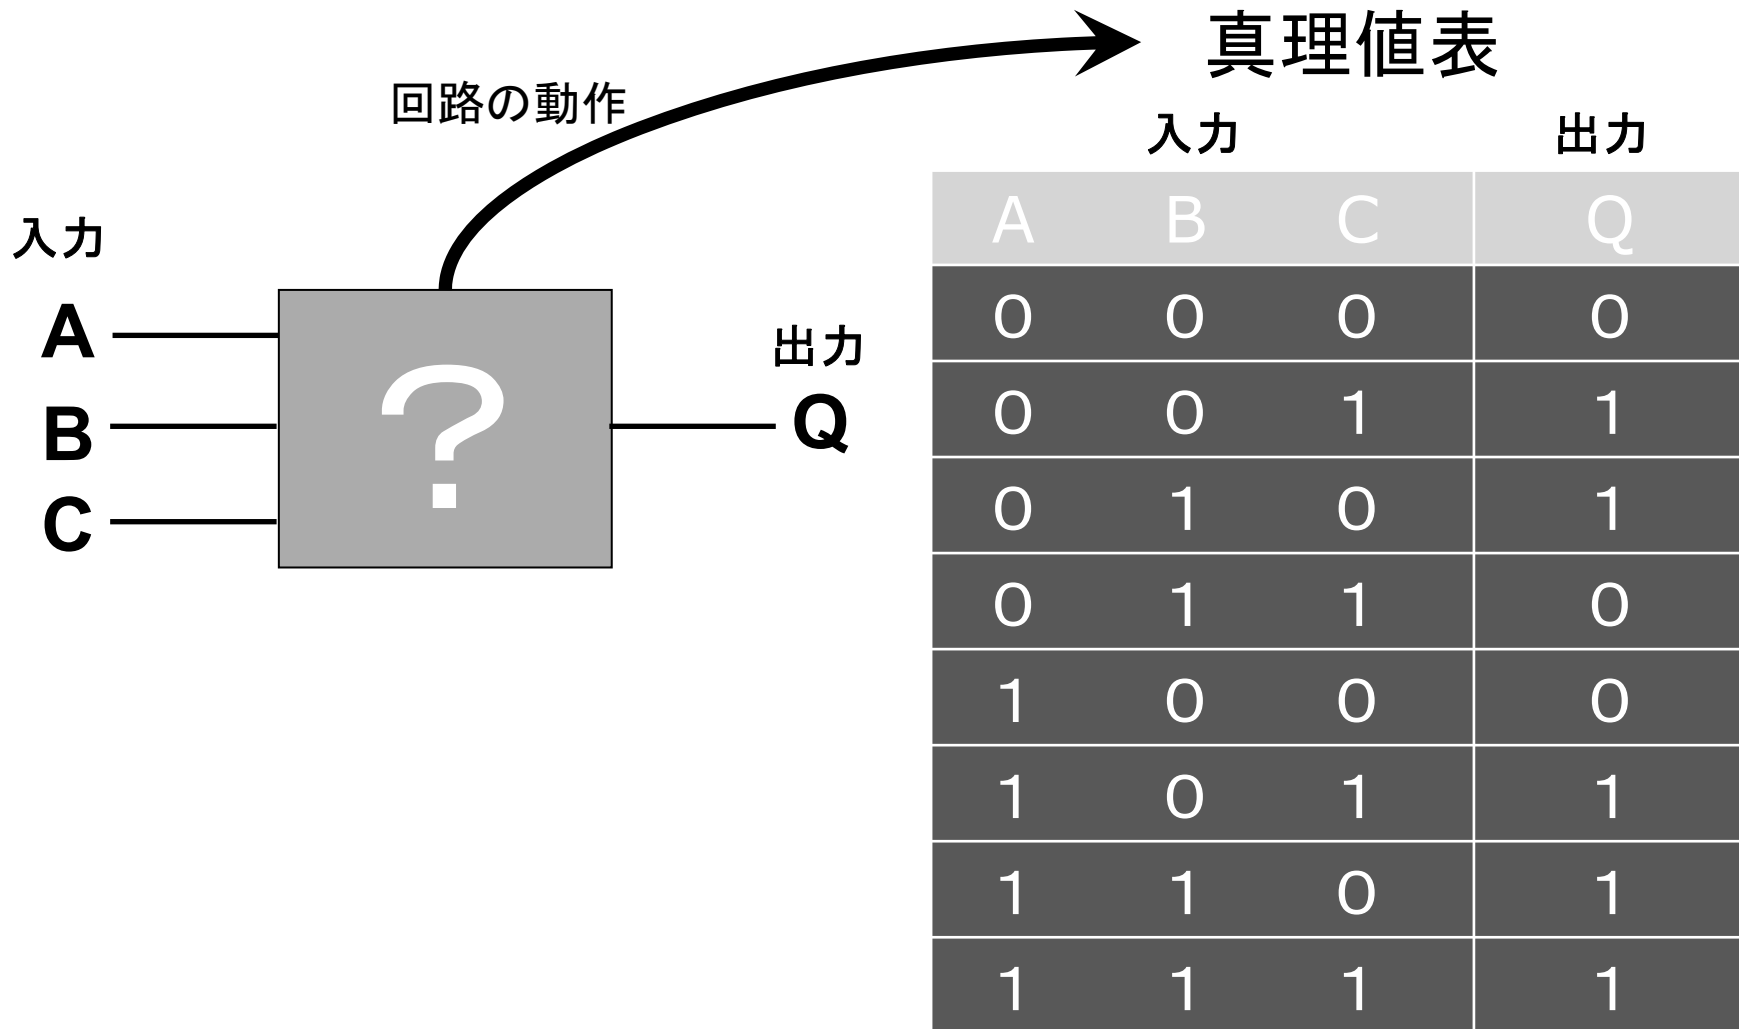 真理値表
回路の動作
入力 出力
入力
A
B
C
?
出力
Q
A B C Q
0 0 0 0
0 0 1 1
0 1 0 1
0 1 1 0
1 0 0 0
1 0 1 1
1 1 0 1
1 1 1 1